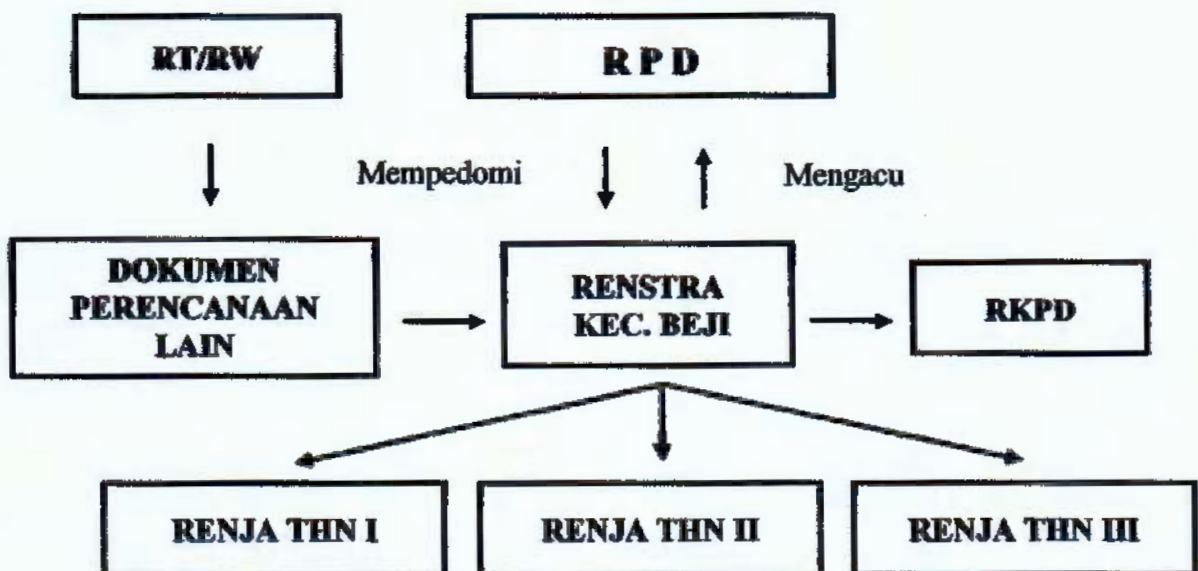 RT/RW
R P D
Mempedomi
Mengacu
DOKUMEN
PERENCANAAN
LAIN
RENSTRA
KEC. BEJI
RKPD
RENJA THN I
RENJA THN II
RENJA THN III